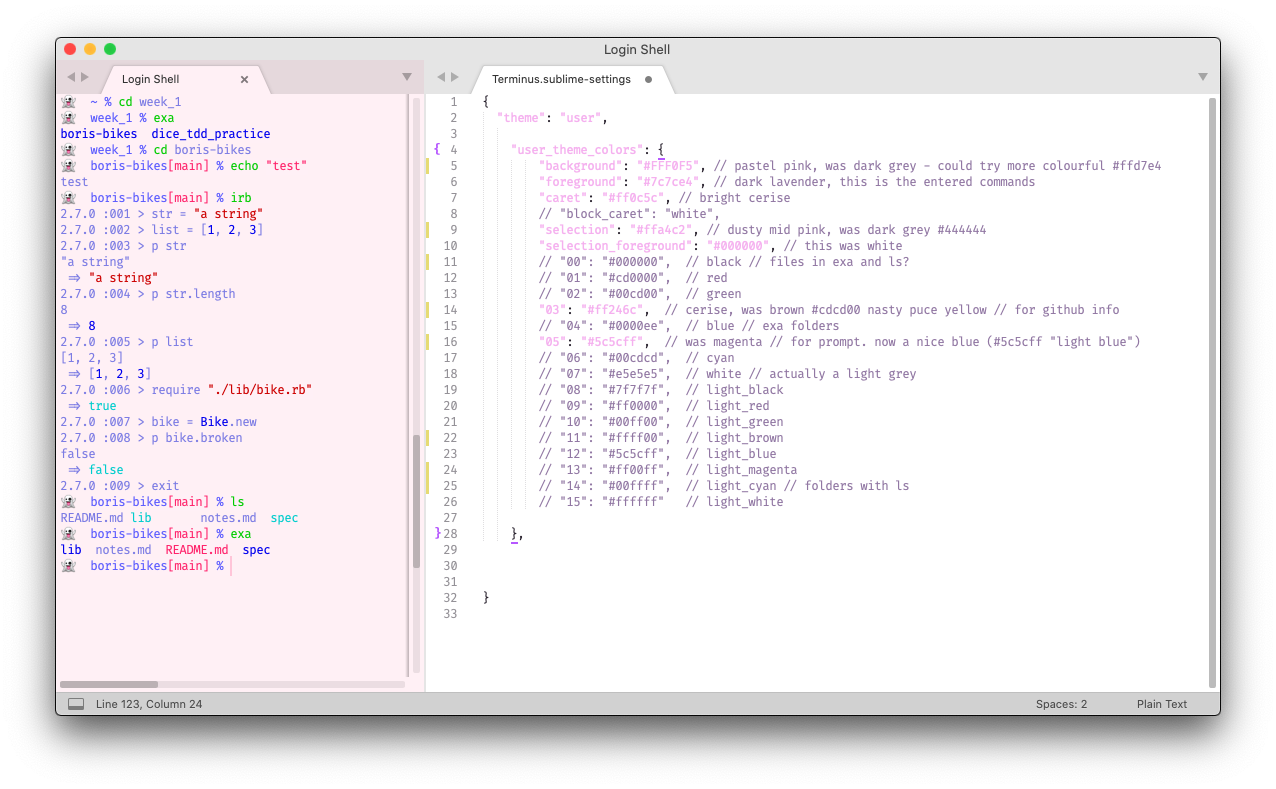 Login Shell
Login Shell
~ % cd week_1
week_1 % exa
boris-bikes  dice_tdd_practice
week_1 % cd boris-bikes
boris-bikes[main] % echo "test"
test
boris-bikes[main] % irb
2.7.0 :001 > str = "a string"
2.7.0 :002 > list = [1, 2, 3]
2.7.0 :003 > p str
"a string"
 => "a string"
2.7.0 :004 > p str.length
8
 => 8
2.7.0 :005 > p list
[1, 2, 3]
 => [1, 2, 3]
2.7.0 :006 > require "./lib/bike.rb"
 => true
2.7.0 :007 > bike = Bike.new
2.7.0 :008 > p bike.broken
false
 => false
2.7.0 :009 > exit
boris-bikes[main] % ls
README.md lib       notes.md  spec
boris-bikes[main] % exa
lib  notes.md  README.md  spec
boris-bikes[main] %
Terminus.sublime-settings
1 {
2   "theme": "user",
3
{ 4     "user_theme_colors": {
5         "background": "#FFF0F5", // pastel pink, was dark grey - could try more colourful #ffd7e4
6         "foreground": "#7c7ce4", // dark lavender, this is the entered commands
7         "caret": "#ff0c5c", // bright cerise
8         // "block_caret": "white",
9         "selection": "#ffa4c2", // dusty mid pink, was dark grey #444444
10         "selection_foreground": "#000000", // this was white
11         // "00": "#000000",  // black // files in exa and ls?
12         // "01": "#cd0000",  // red
13         // "02": "#00cd00",  // green
14         "03": "#ff246c",  // cerise, was brown #cdcd00 nasty puce yellow // for github info
15         // "04": "#0000ee",  // blue // exa folders
16         "05": "#5c5cff",  // was magenta // for prompt. now a nice blue (#5c5cff "light blue")
17         // "06": "#00cdcd",  // cyan
18         // "07": "#e5e5e5",  // white // actually a light grey
19         // "08": "#7f7f7f",  // light_black
20         // "09": "#ff0000",  // light_red
21         // "10": "#00ff00",  // light_green
22         // "11": "#ffff00",  // light_brown
23         // "12": "#5c5cff",  // light_blue
24         // "13": "#ff00ff",  // light_magenta
25         // "14": "#00ffff",  // light_cyan // folders with ls
26         // "15": "#ffffff"   // light_white
27
}28     },
29
30
31
32 }
33
Line 123, Column 24
Spaces: 2
Plain Text